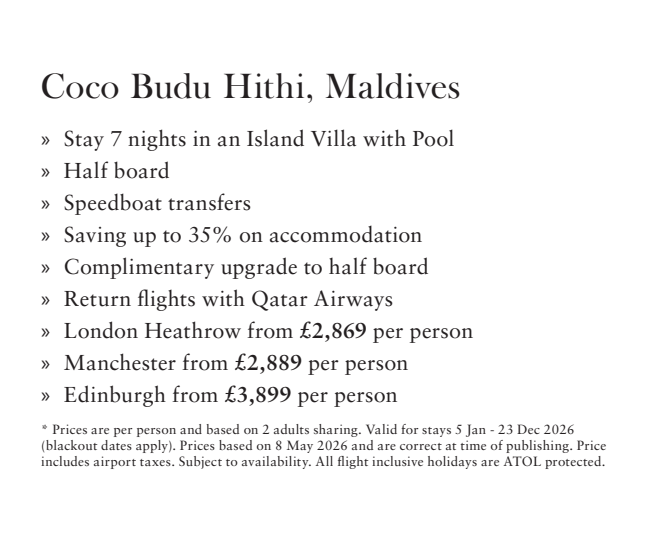 Coco Budu Hithi, Maldives
» Stay 7 nights in an Island Villa with Pool
» Half board
» Speedboat transfers
» Saving up to 35% on accommodation
» Complimentary upgrade to half board
» Return flights with Qatar Airways
» London Heathrow from £2,869 per person
» Manchester from £2,889 per person
» Edinburgh from £3,899 per person
* Prices are per person and based on 2 adults sharing. Valid for stays 5 Jan - 23 Dec 2026
(blackout dates apply). Prices based on 8 May 2026 and are correct at time of publishing. Price
includes airport taxes. Subject to availability. All flight inclusive holidays are ATOL protected.